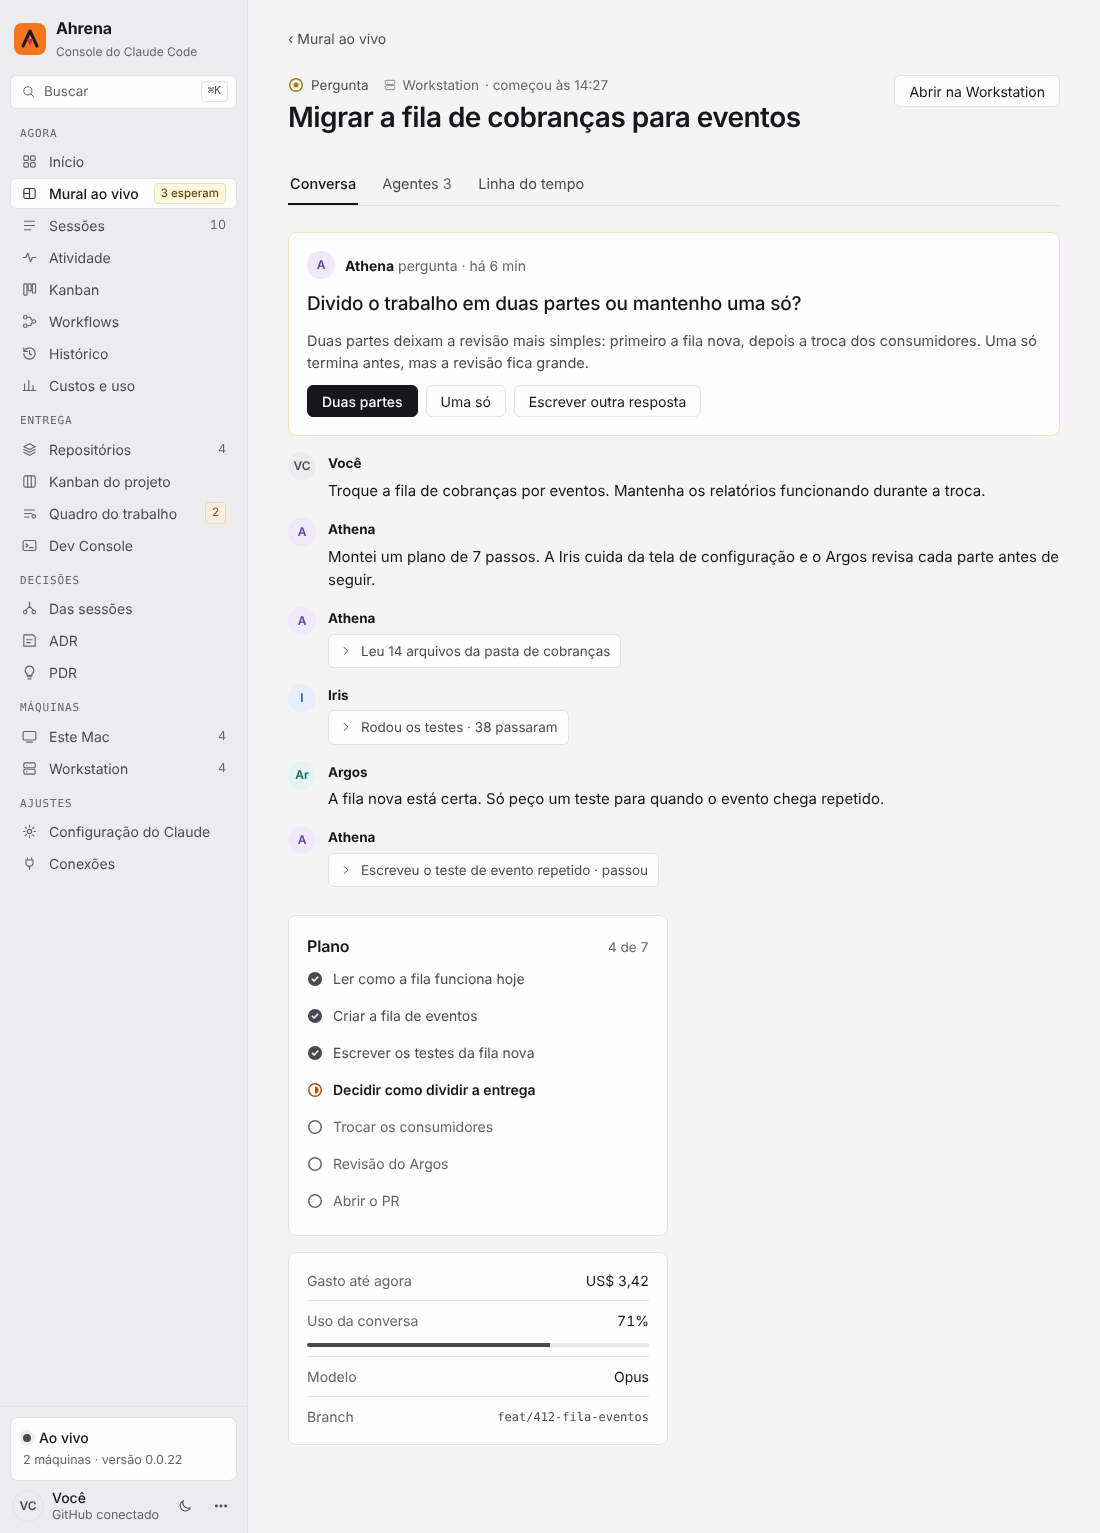 Ahrena
Console do Claude Code
Buscar
⌘K
AGORA
Início
Mural ao vivo
3 esperam
Sessões
10
Atividade
Kanban
Workflows
Histórico
Custos e uso
ENTREGA
Repositórios
4
Kanban do projeto
Quadro do trabalho
2
Dev Console
DECISÕES
Das sessões
ADR
PDR
MÁQUINAS
Este Mac
4
Workstation
4
AJUSTES
Configuração do Claude
Conexões
Ao vivo
2 máquinas · versão 0.0.22
VC
Você
GitHub conectado
‹ Mural ao vivo
Pergunta
Workstation · começou às 14:27
Migrar a fila de cobranças para eventos
Abrir na Workstation
Conversa
Agentes 3
Linha do tempo
A
Athena pergunta · há 6 min
Divido o trabalho em duas partes ou mantenho uma só?
Duas partes deixam a revisão mais simples: primeiro a fila nova, depois a troca dos consumidores. Uma só
termina antes, mas a revisão fica grande.
Duas partes
Uma só
Escrever outra resposta
VC
Você
Troque a fila de cobranças por eventos. Mantenha os relatórios funcionando durante a troca.
A
Athena
Montei um plano de 7 passos. A Iris cuida da tela de configuração e o Argos revisa cada parte antes de
seguir.
A
Athena
Leu 14 arquivos da pasta de cobranças
I
Iris
Rodou os testes · 38 passaram
Ar
Argos
A fila nova está certa. Só peço um teste para quando o evento chega repetido.
A
Athena
Escreveu o teste de evento repetido · passou
Plano
4 de 7
Ler como a fila funciona hoje
Criar a fila de eventos
Escrever os testes da fila nova
Decidir como dividir a entrega
Trocar os consumidores
Revisão do Argos
Abrir o PR
Gasto até agora
US$ 3,42
Uso da conversa
71%
Modelo
Opus
Branch
feat/412-fila-eventos